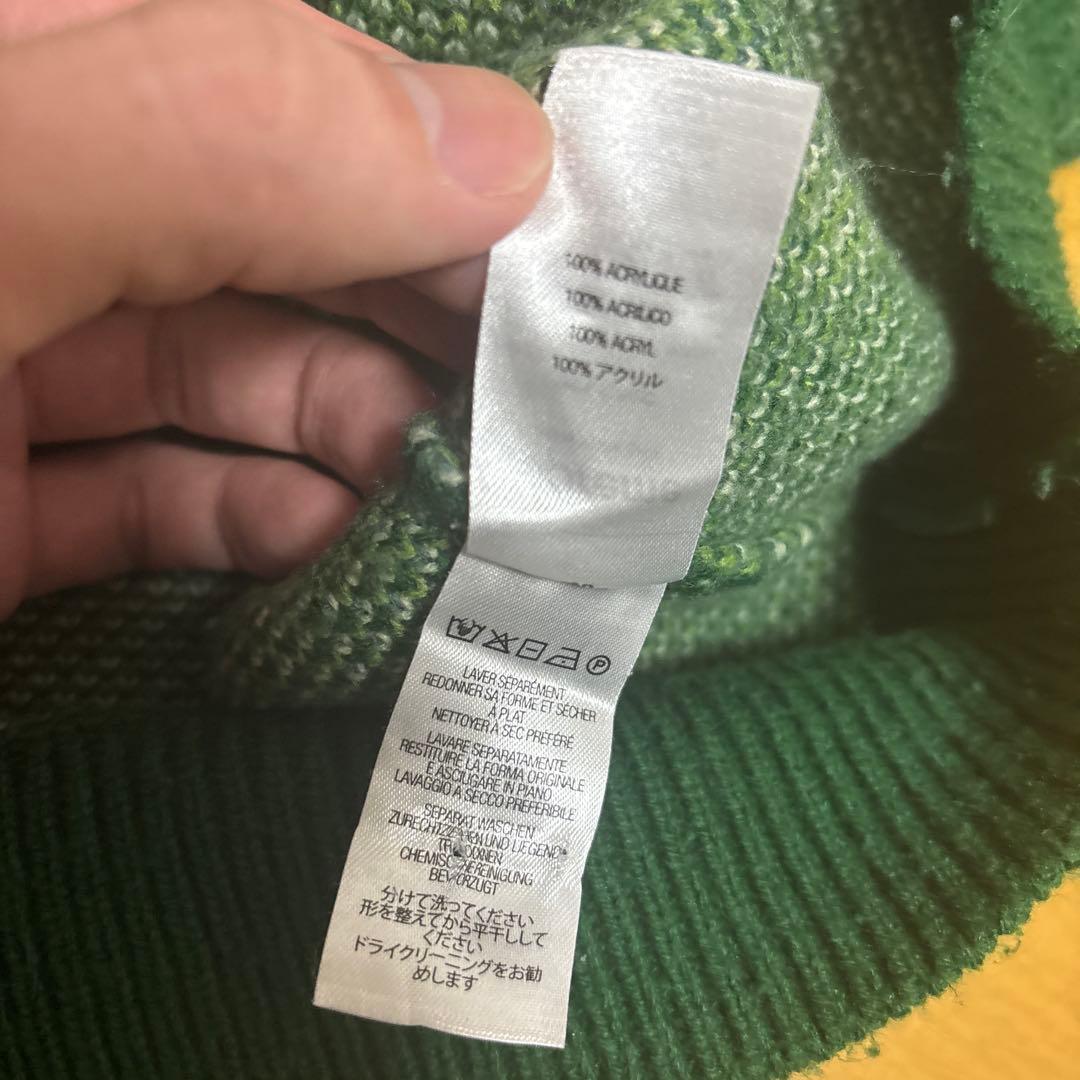 100% ACRYLIQUE
100% ACRILICO
100% ACRYL
100% アクリル
P
LAVER SÉPARÉMENT
REDONNER SA FORME ET SÉCHER
À PLAT
NETTOYER À SEC PRÉFÉRÉ
LAVARE SEPARATAMENTE
RESTITUIRE LA FORMA ORIGINALE
E ASCIUGARE IN PIANO
LAVAGGIO A SECCO PREFERIBILE
SEPARAT WASCHEN
UND LIEGEND
BEVORZUGT
分けて洗ってください
形を整えてから平干しして
ください
ドライクリーニングをお勧
めします